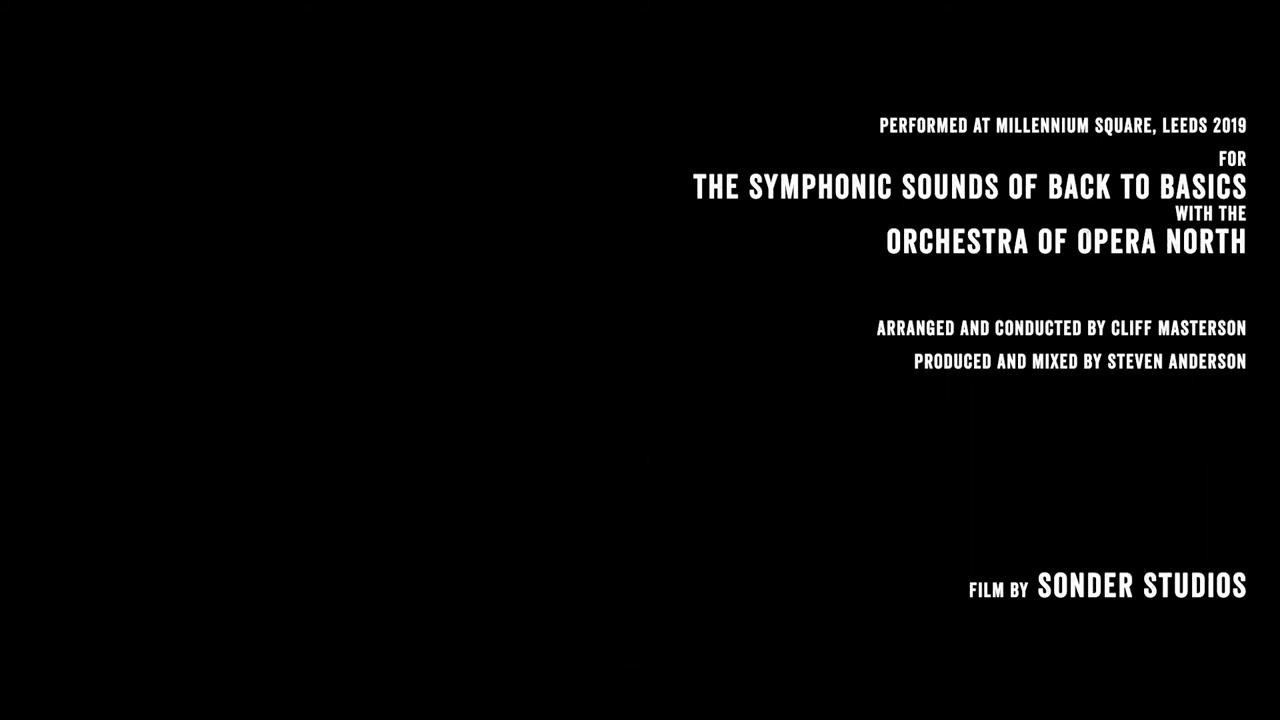 PERFORMED AT MILLENNIUM SQUARE, LEEDS 2019
FOR
THE SYMPHONIC SOUNDS OF BACK TO BASICS
WITH THE
ORCHESTRA OF OPERA NORTH
ARRANGED AND CONDUCTED BY CLIFF MASTERSON
PRODUCED AND MIXED BY STEVEN ANDERSON
FILM BY SONDER STUDIOS